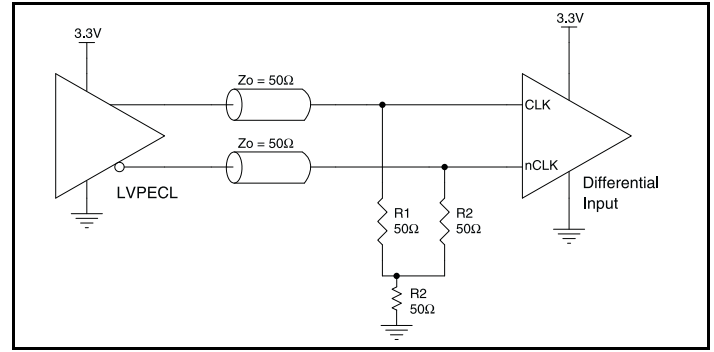 3.3V
3.3V
Zo = 50Ω
CLK
Zo = 50Ω
nCLK
LVPECL
Differential
Input
R1
50Ω
R2
50Ω
R2
50Ω